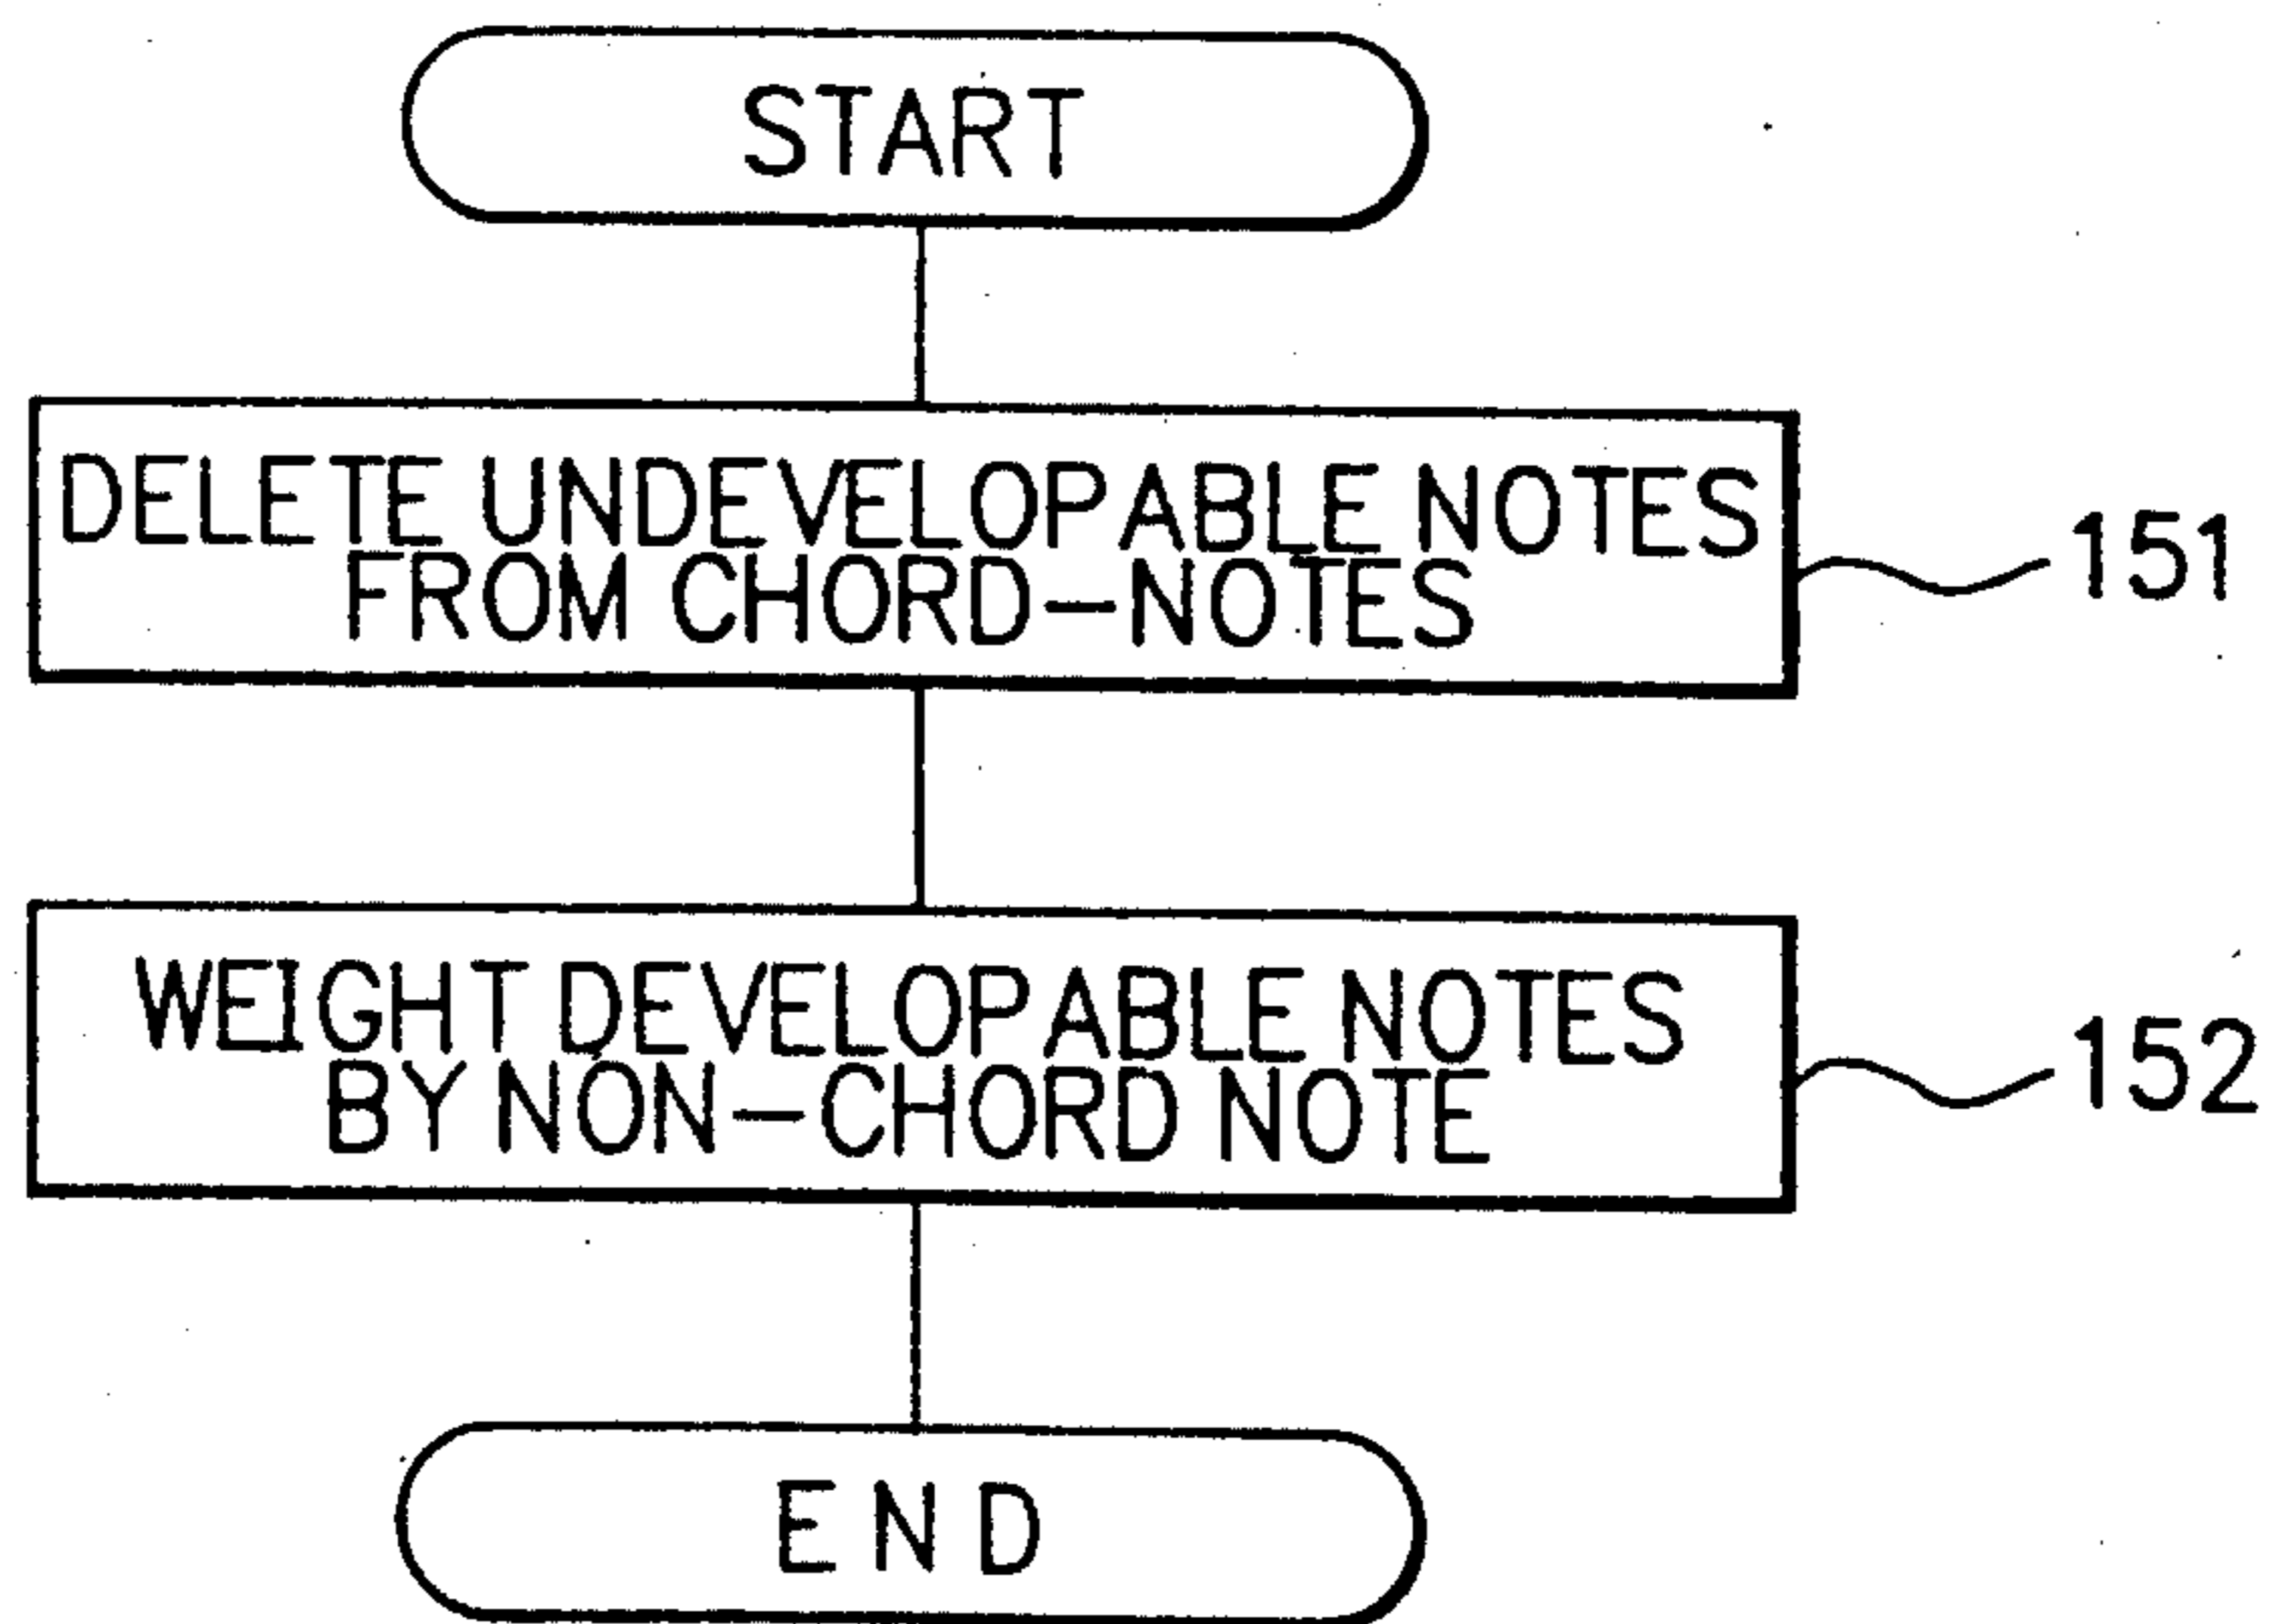 START
DELETE UNDEVELOPABLE NOTES
FROM CHORD-NOTES
151
WEIGHT DEVELOPABLE NOTES
BY NON-CHORD NOTE
152
END